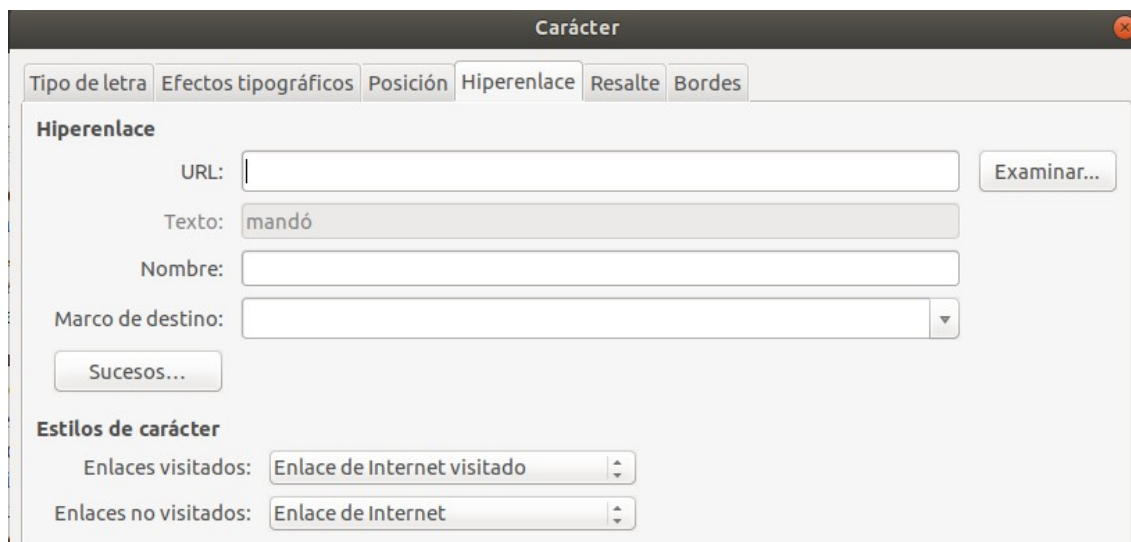 Carácter
Tipo de letra Efectos tipográficos Posición Hiperenlace Resalte Bordes
Hiperenlace
URL: Examinar...
Texto: mandó
Nombre:
Marco de destino:
Sucesos...
Estilos de carácter
Enlaces visitados: Enlace de Internet visitado
Enlaces no visitados: Enlace de Internet